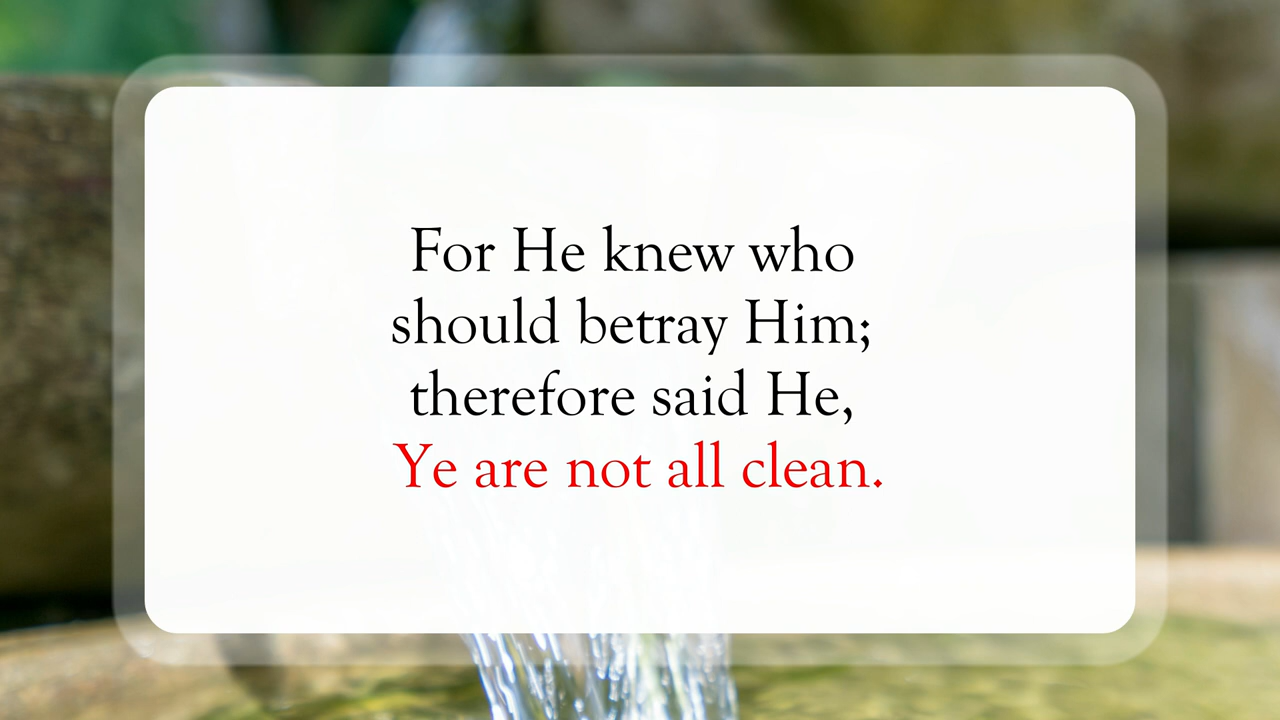 For He knew who
should betray Him;
therefore said He,
Ye are not all clean.